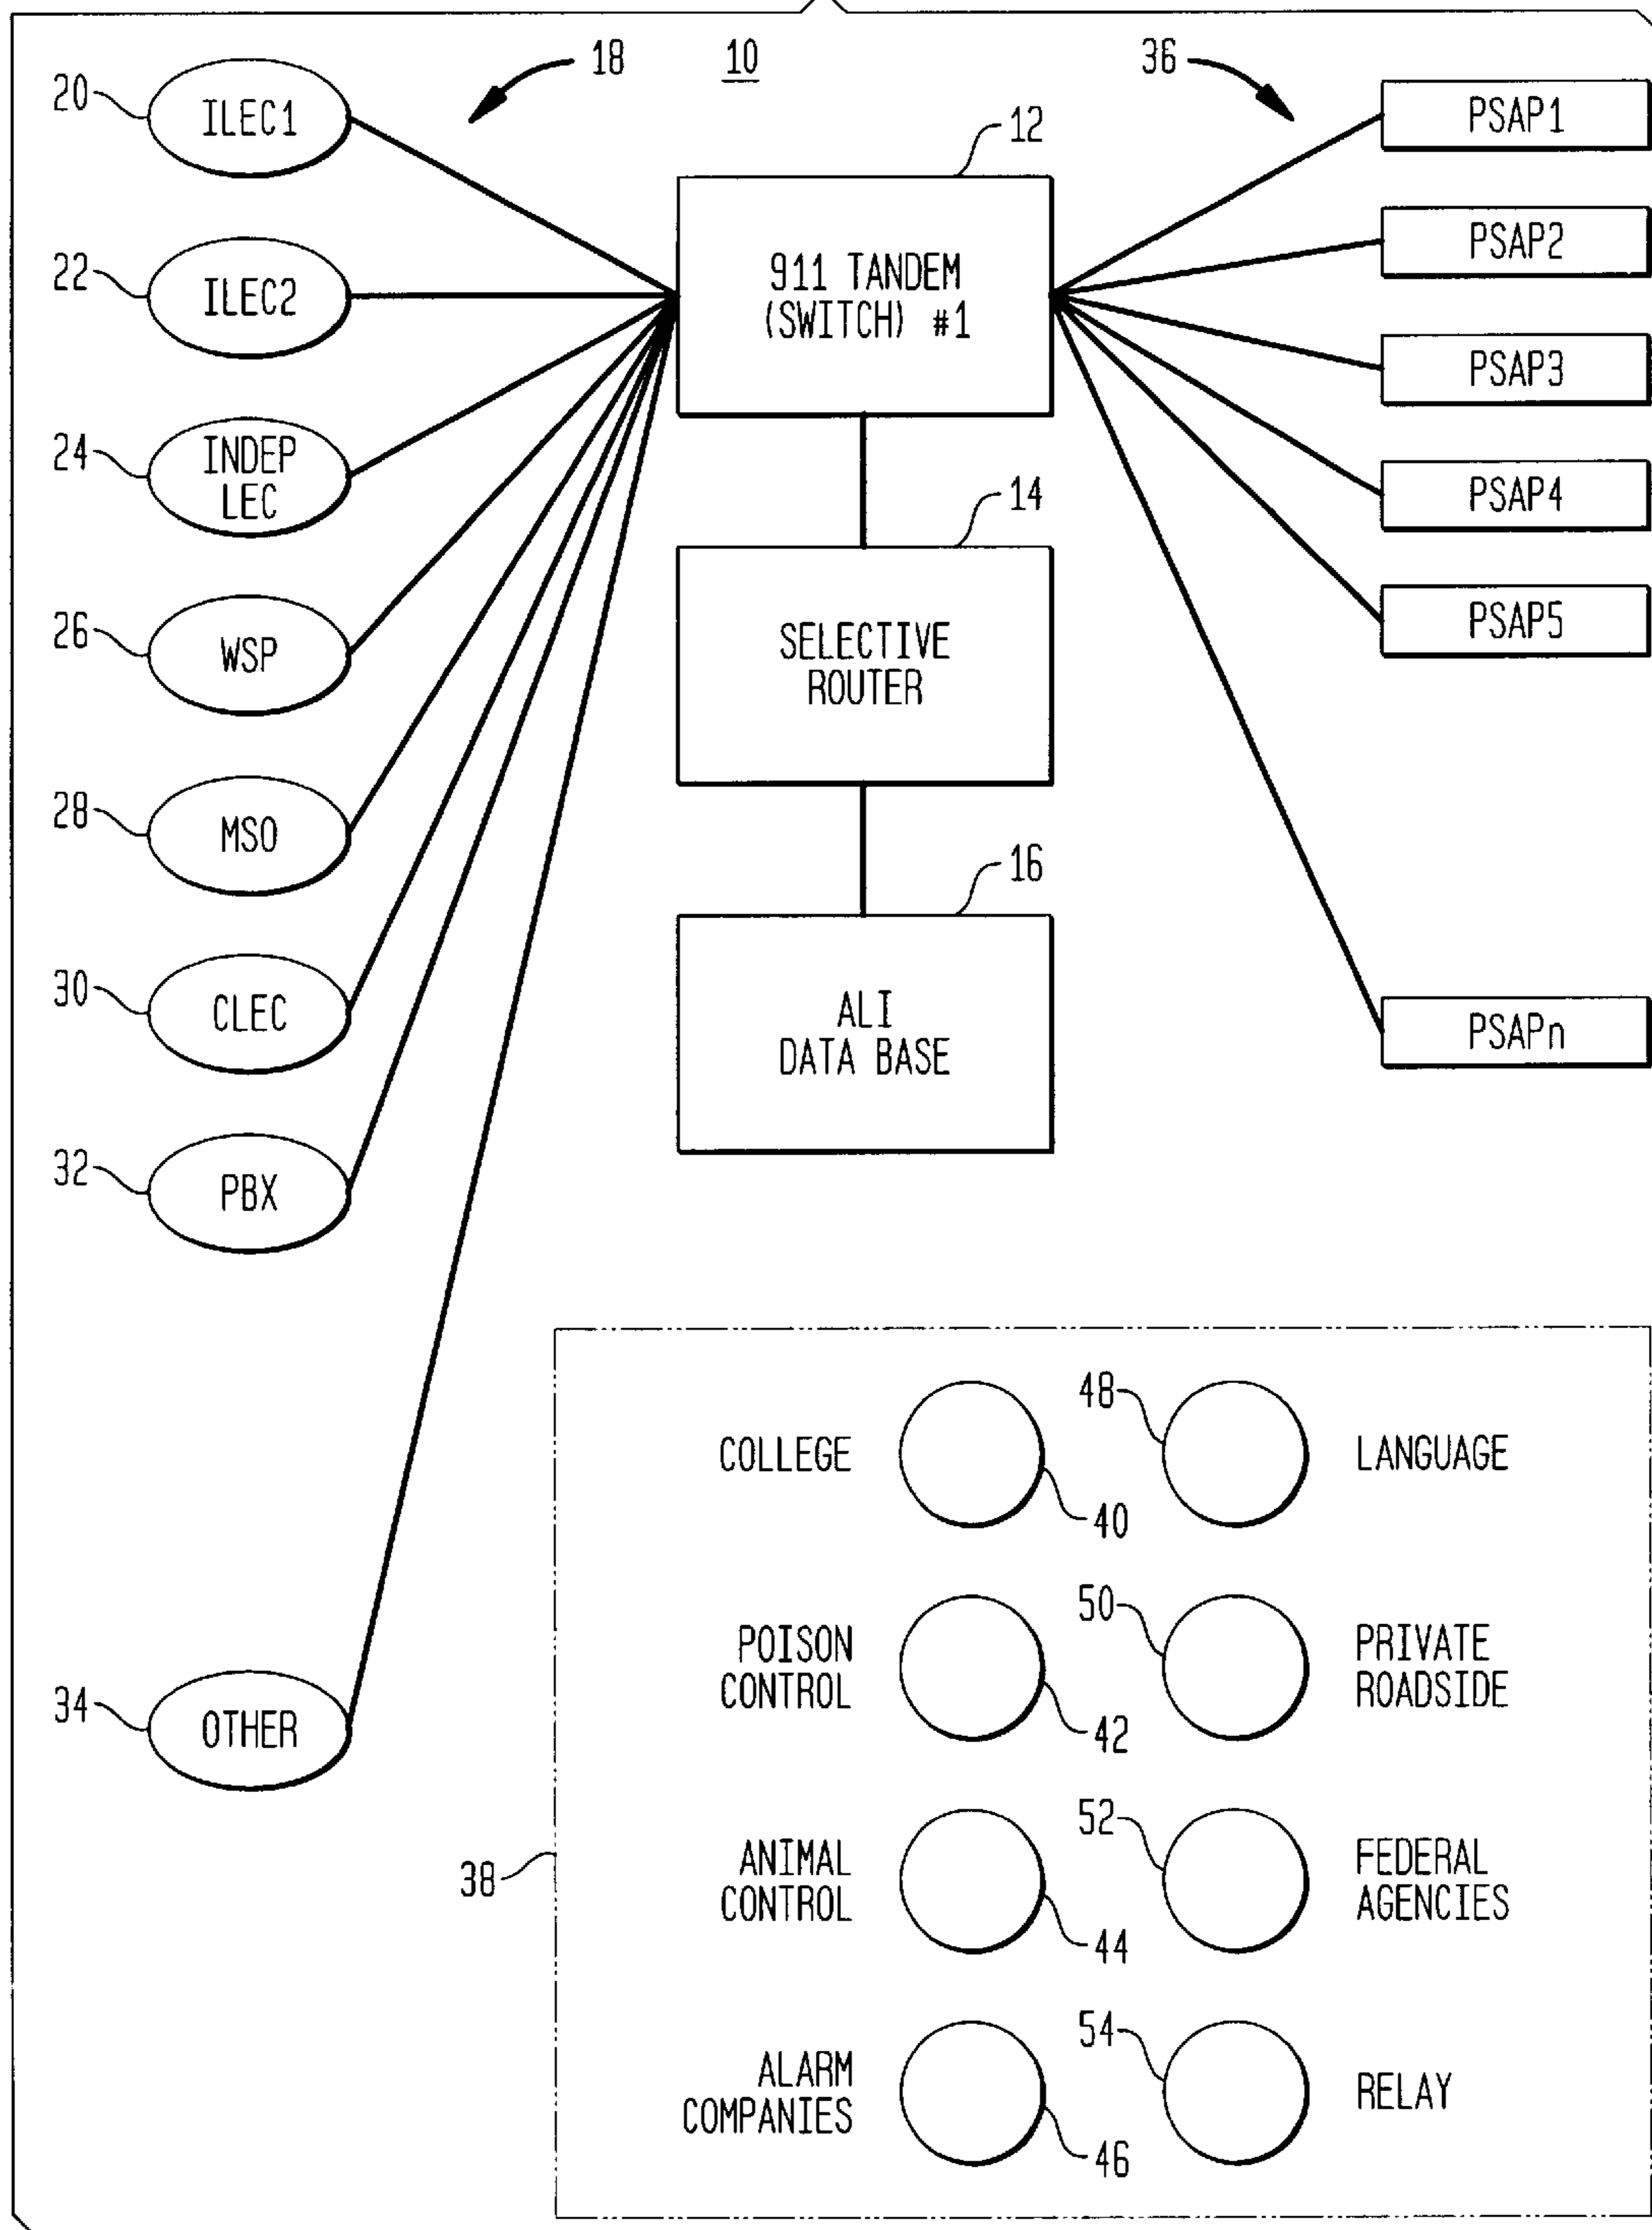 18
10
36
20
ILEC1
PSAP1
12
22
ILEC2
911 TANDEM
(SWITCH) #1
PSAP2
PSAP3
24
INDEP
LEC
14
PSAP4
26
WSP
SELECTIVE
ROUTER
PSAP5
28
MSO
16
30
CLEC
ALI
DATA BASE
PSAPn
32
PBX
34
OTHER
38
COLLEGE
40
48
LANGUAGE
POISON
CONTROL
42
50
PRIVATE
ROADSIDE
ANIMAL
CONTROL
44
52
FEDERAL
AGENCIES
ALARM
COMPANIES
46
54
RELAY